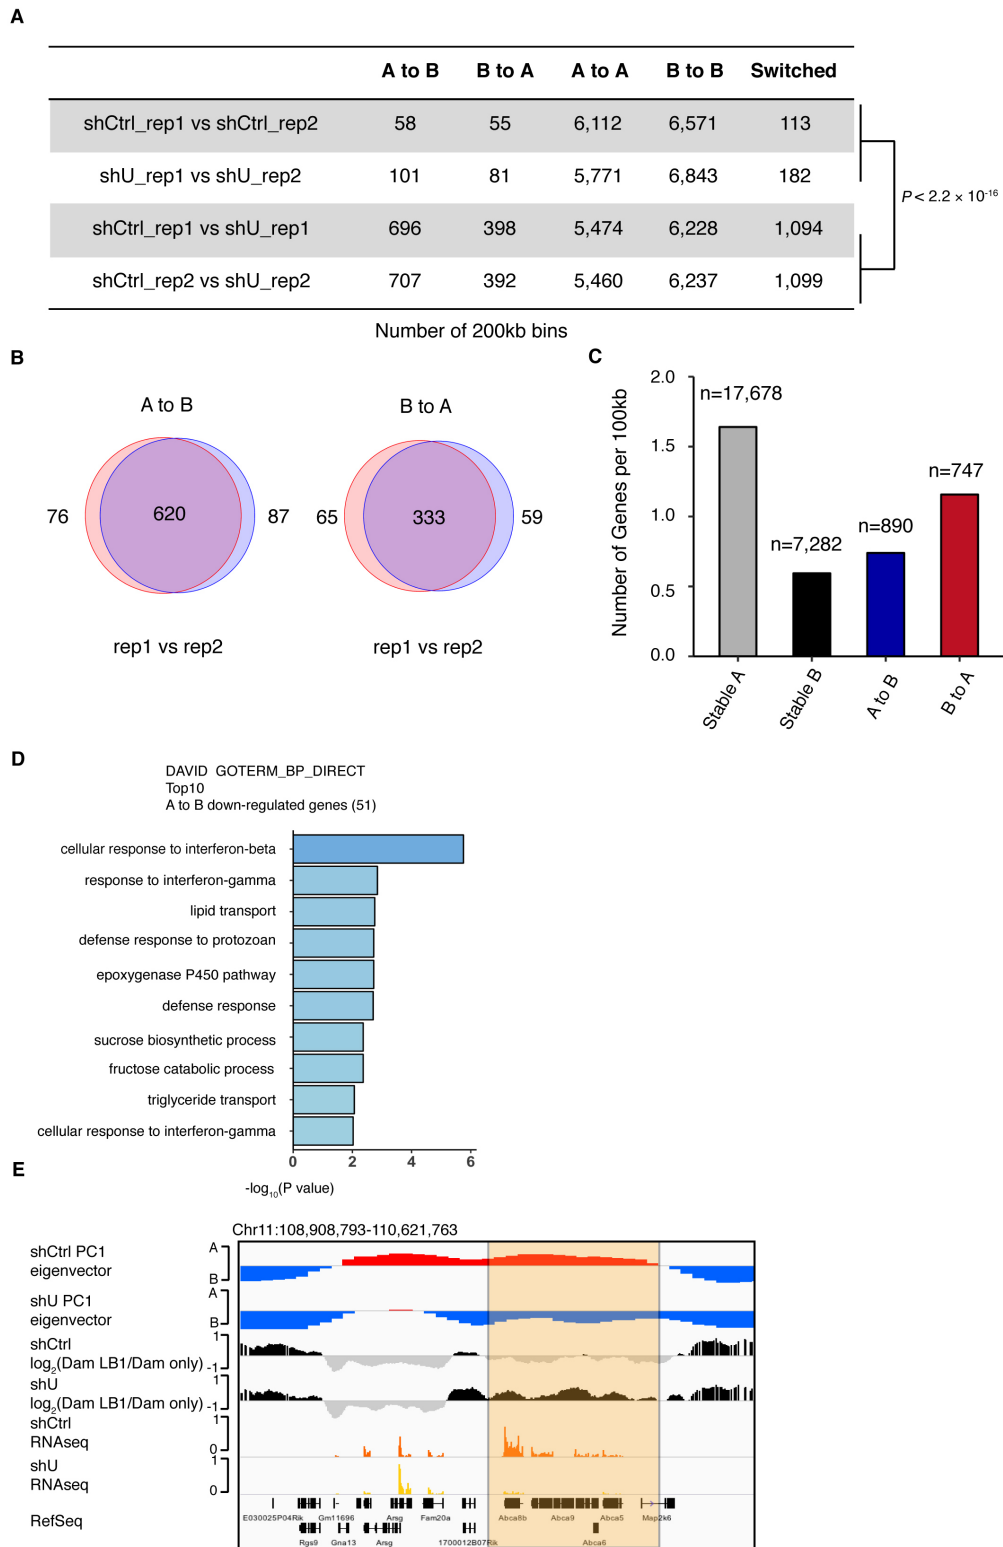 A
A to B B to A A to A B to B Switched
shCtrl_rep1 vs shCtrl_rep2 58 55 6,112 6,571 113
shU_rep1 vs shU_rep2 101 81 5,771 6,843 182
shCtrl_rep1 vs shU_rep1 696 398 5,474 6,228 1,094
shCtrl_rep2 vs shU_rep2 707 392 5,460 6,237 1,099
P < 2.2 × 10-16
Number of 200kb bins
B
A to B
76 620 87
rep1 vs rep2
B to A
65 333 59
rep1 vs rep2
C
Number of Genes per 100kb
2.0
1.5
1.0
0.5
0.0
n=17,678
n=7,282
n=890
n=747
Stable A
Stable B
A to B
B to A
D
DAVID GOTERM_BP_DIRECT
Top10
A to B down-regulated genes (51)
cellular response to interferon-beta
response to interferon-gamma
lipid transport
defense response to protozoan
epoxygenase P450 pathway
defense response
sucrose biosynthetic process
fructose catabolic process
triglyceride transport
cellular response to interferon-gamma
0 2 4 6
-log10(P value)
E
Chr11:108,908,793-110,621,763
shCtrl PC1
eigenvector
A
B
shU PC1
eigenvector
A
B
shCtrl
log2(Dam LB1/Dam only)
1
-1
shU
log2(Dam LB1/Dam only)
1
-1
shCtrl
RNAseq
1
0
shU
RNAseq
1
0
RefSeq
E030025P04Rik Gm11696 Arsg Fam20a Abca8b Abca9 Abca5 Map2k6
Rgs9 Gna13 Arsg 1700012B07Rik Abca6